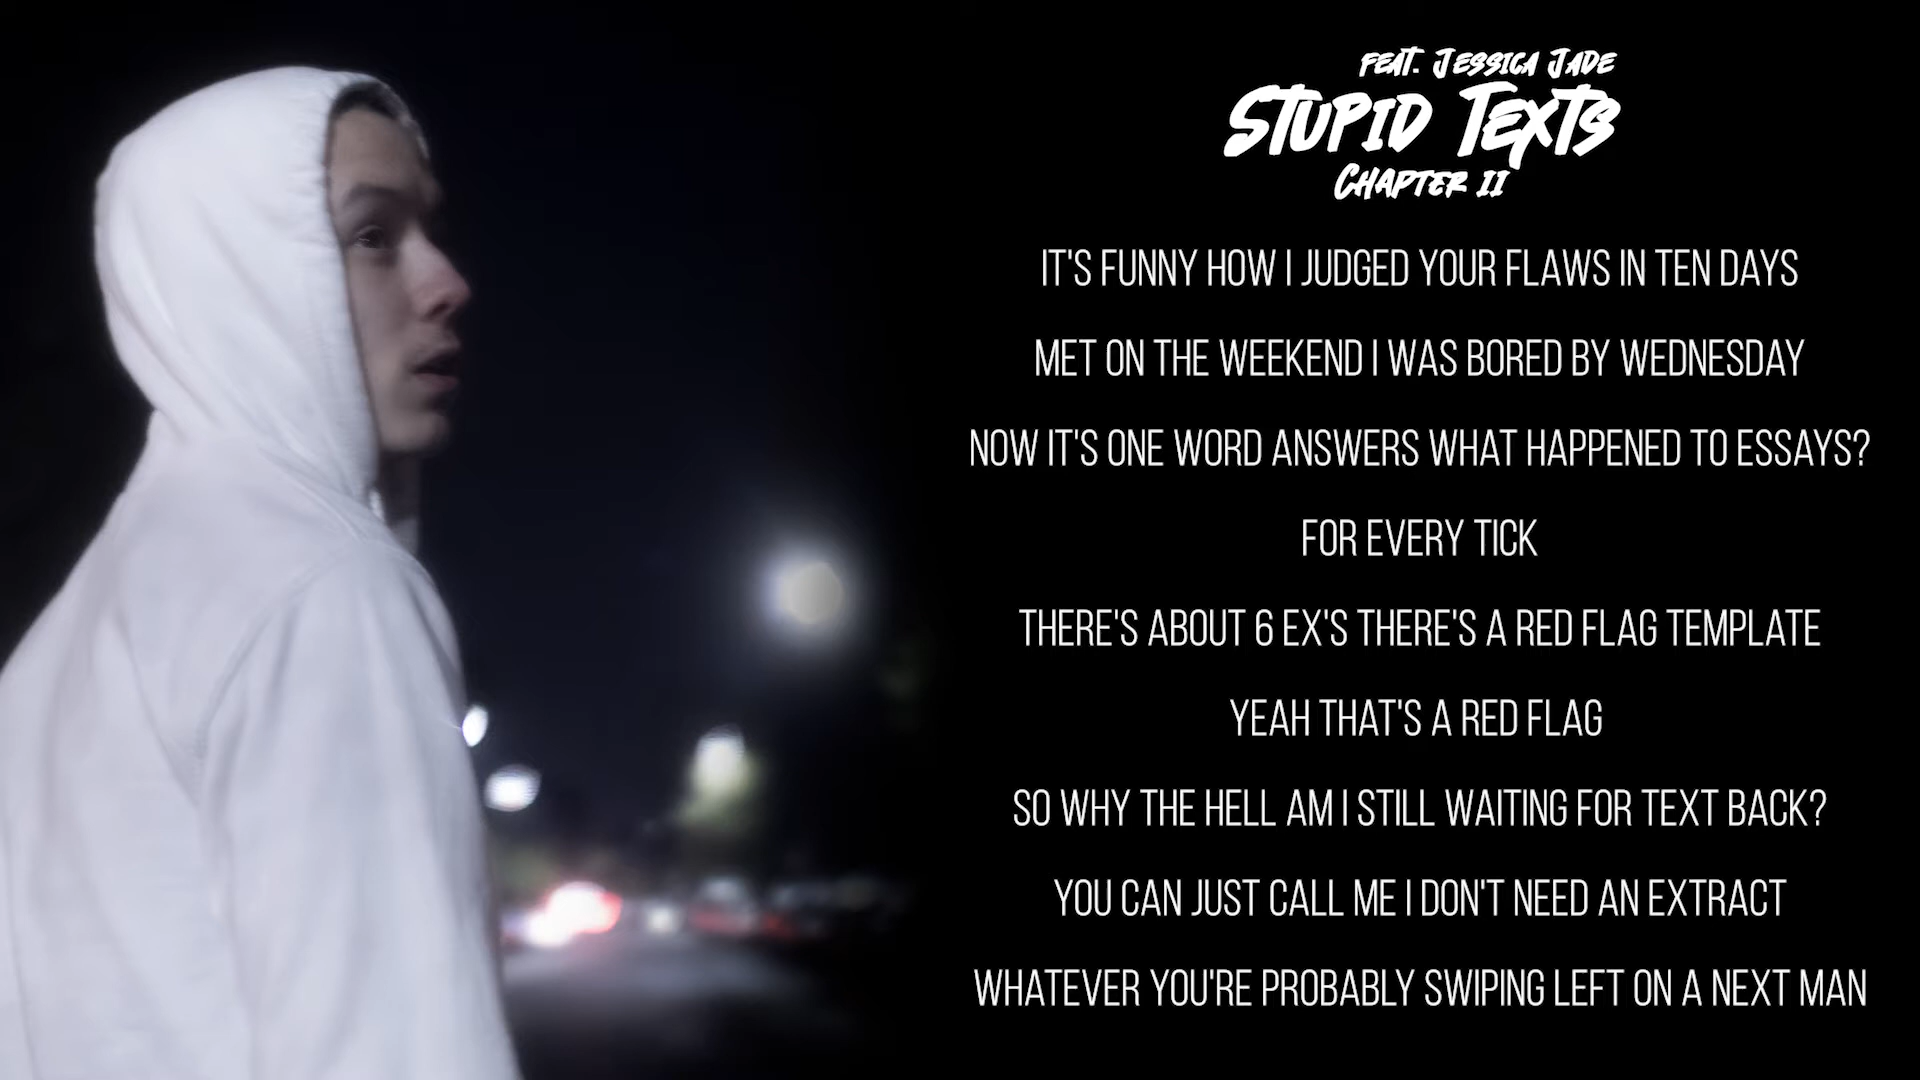 FEAT. JESSICA JADE
STUPID TEXTS
CHAPTER II
IT'S FUNNY HOW I JUDGED YOUR FLAWS IN TEN DAYS
MET ON THE WEEKEND I WAS BORED BY WEDNESDAY
NOW IT'S ONE WORD ANSWERS WHAT HAPPENED TO ESSAYS?
FOR EVERY TICK
THERE'S ABOUT 6 EX'S THERE'S A RED FLAG TEMPLATE
YEAH THAT'S A RED FLAG
SO WHY THE HELL AM I STILL WAITING FOR TEXT BACK?
YOU CAN JUST CALL ME I DON'T NEED AN EXTRACT
WHATEVER YOU'RE PROBABLY SWIPING LEFT ON A NEXT MAN